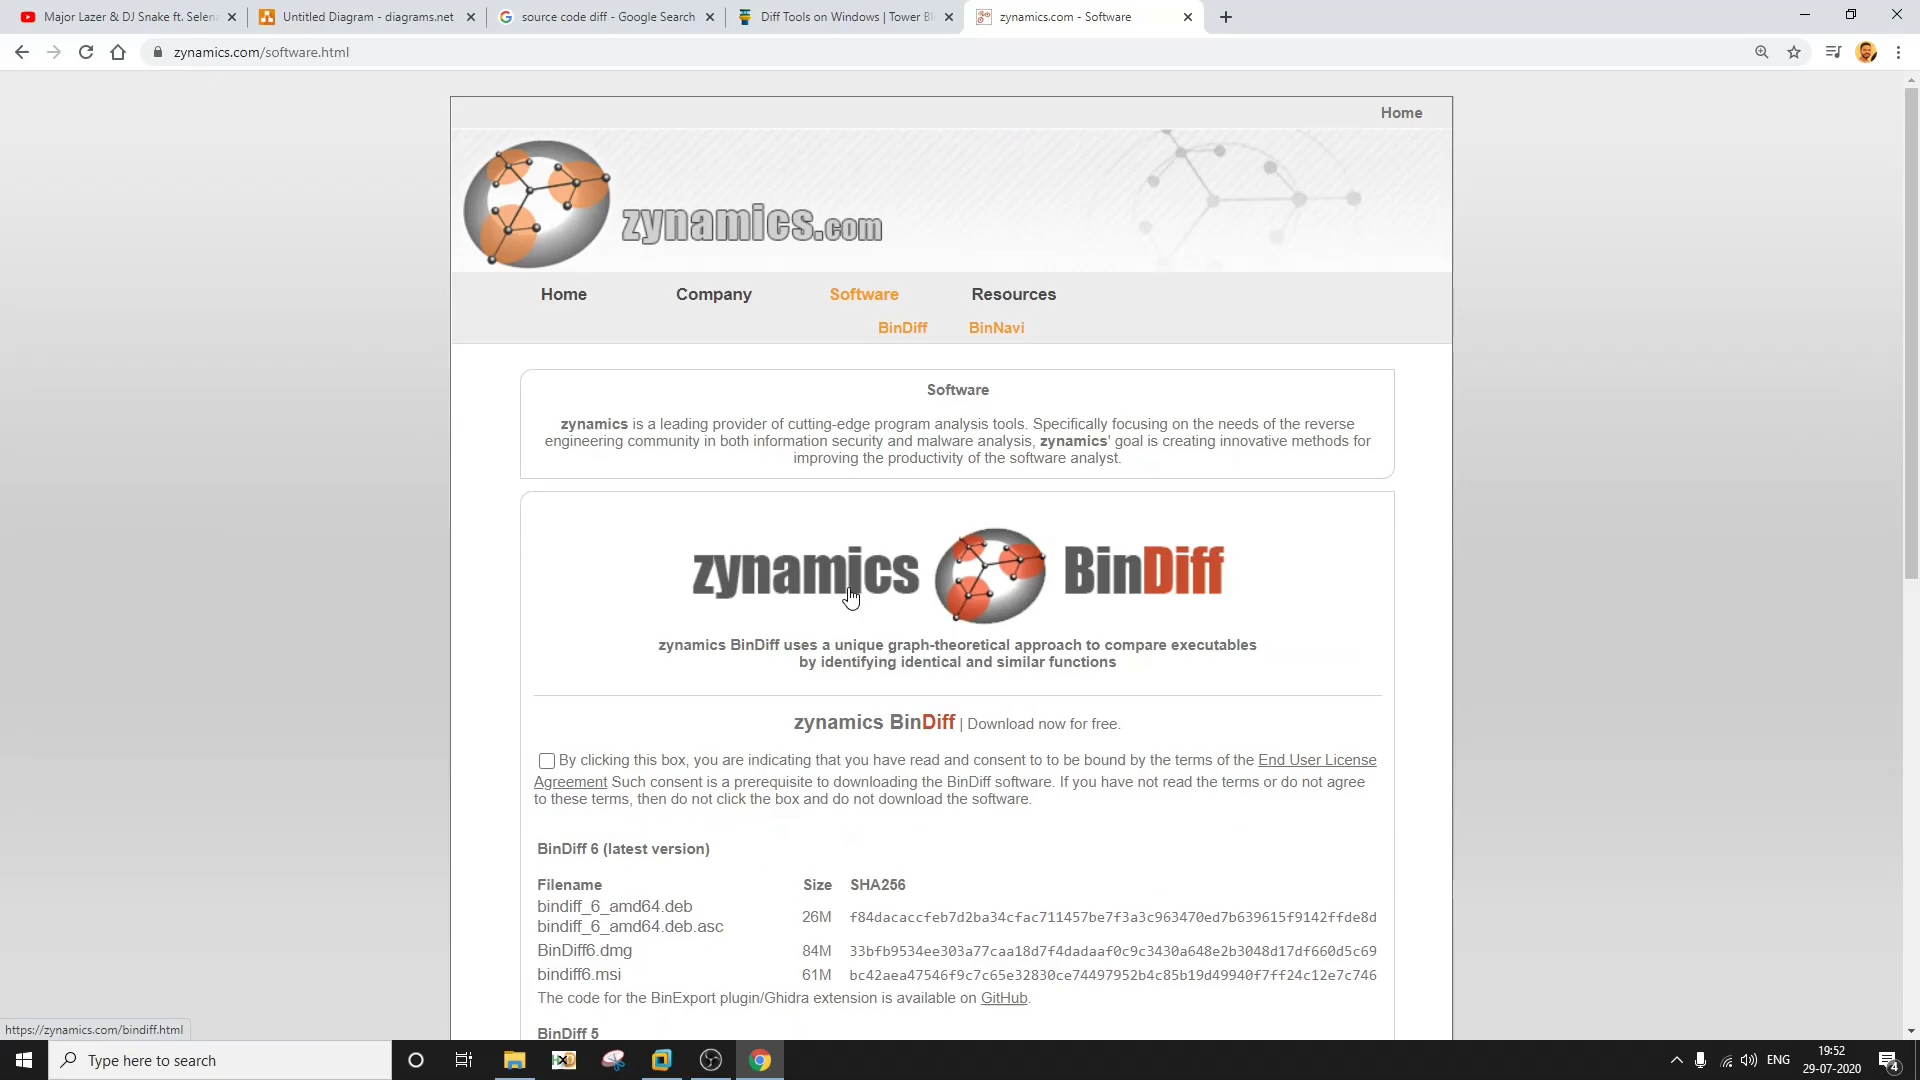 Major Lazer & DJ Snake ft. Selena
Untitled Diagram - diagrams.net
source code diff - Google Search
Diff Tools on Windows | Tower Bl
zynamics.com - Software
zynamics.com/software.html
Home
zynamics.com
Home Company Software Resources
BinDiff BinNavi
Software
zynamics is a leading provider of cutting-edge program analysis tools. Specifically focusing on the needs of the reverse
engineering community in both information security and malware analysis, zynamics' goal is creating innovative methods for
improving the productivity of the software analyst.
zynamics BinDiff
zynamics BinDiff uses a unique graph-theoretical approach to compare executables
by identifying identical and similar functions
zynamics BinDiff | Download now for free.
By clicking this box, you are indicating that you have read and consent to to be bound by the terms of the End User License
Agreement Such consent is a prerequisite to downloading the BinDiff software. If you have not read the terms or do not agree
to these terms, then do not click the box and do not download the software.
BinDiff 6 (latest version)
Filename Size SHA256
bindiff_6_amd64.deb
bindiff_6_amd64.deb.asc
26M f84dacaccfeb7d2ba34cfac711457be7f3a3c963470ed7b639615f9142ffde8d
BinDiff6.dmg 84M 33bfb9534ee303a77caa18d7f4dadaaf0c9c3430a648e2b3048d17df660d5c69
bindiff6.msi 61M bc42aea47546f9c7c65e32830ce74497952b4c85b19d49940f7ff24c12e7c746
The code for the BinExport plugin/Ghidra extension is available on GitHub.
BinDiff 5
https://zynamics.com/bindiff.html
Type here to search
ENG
19:52
29-07-2020
4